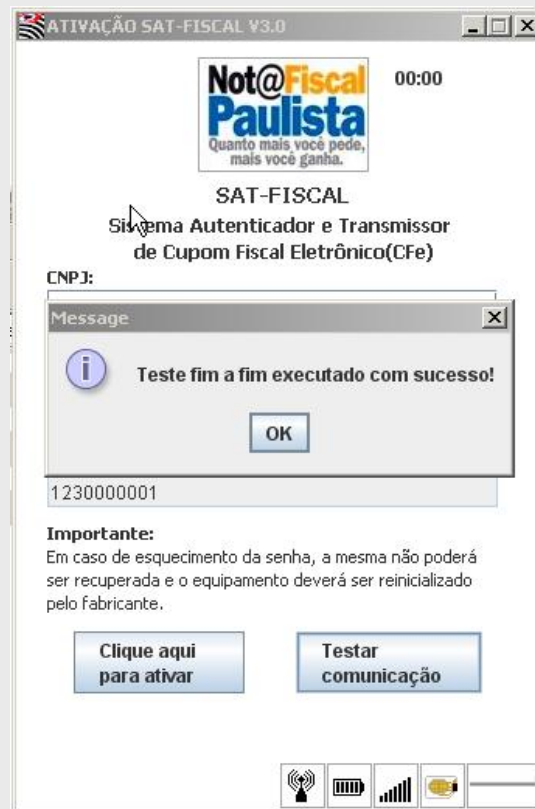 ATIVAÇÃO SAT-FISCAL V3.0
Not@Fiscal
Paulista
Quanto mais você pede,
mais você ganha.
00:00
SAT-FISCAL
Sistema Autenticador e Transmissor
de Cupom Fiscal Eletrônico(CFe)
CNPJ:
Message
i
Teste fim a fim executado com sucesso!
OK
1230000001
Importante:
Em caso de esquecimento da senha, a mesma não poderá
ser recuperada e o equipamento deverá ser reinicializado
pelo fabricante.
Clique aqui
para ativar
Testar
comunicação